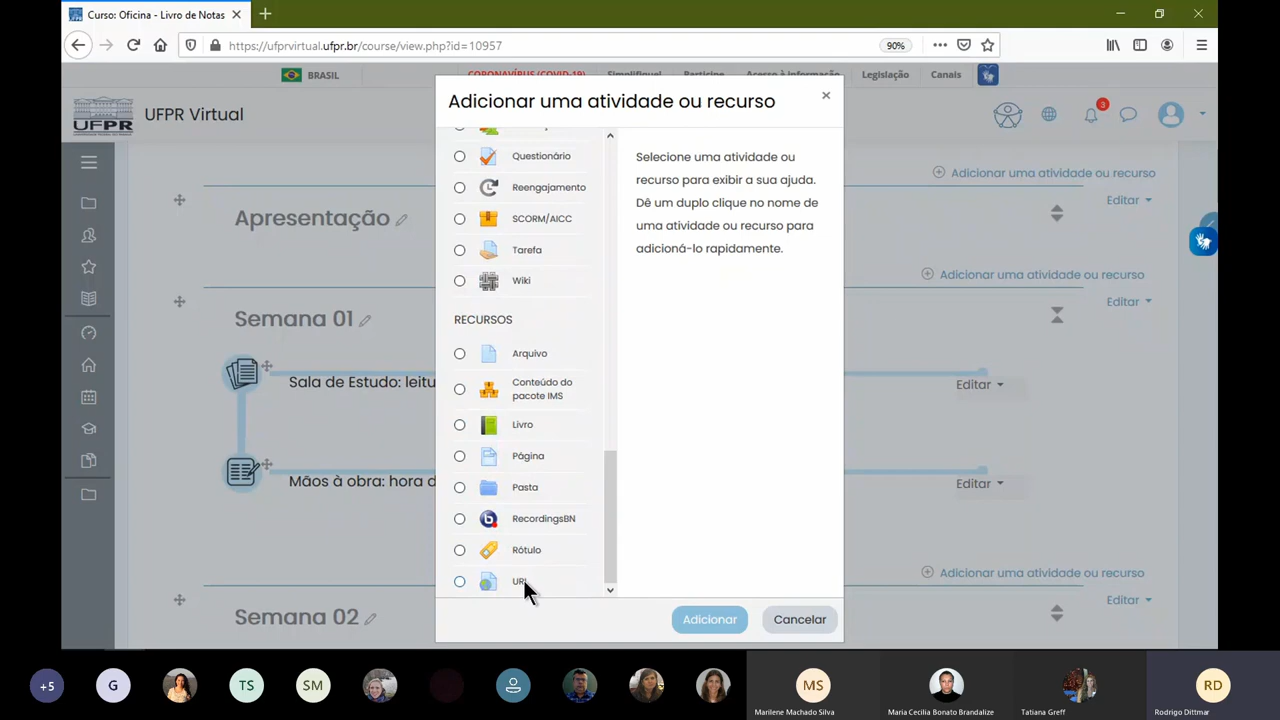 Curso: Oficina - Livro de Notas
https://ufprvirtual.ufpr.br/course/view.php?id=10957
90%
BRASIL
CORONAVÍRUS (COVID-19)
Simplifique!
Participe
Acesso à informação
Legislação
Canais
UFPR
UFPR Virtual
3
Adicionar uma atividade ou recurso
Questionário
Reengajamento
SCORM/AICC
Tarefa
Wiki
RECURSOS
Arquivo
Conteúdo do
pacote IMS
Livro
Página
Pasta
RecordingsBN
Rótulo
URL
Selecione uma atividade ou
recurso para exibir a sua ajuda.
Dê um duplo clique no nome de
uma atividade ou recurso para
adicioná-lo rapidamente.
Adicionar
Cancelar
Adicionar uma atividade ou recurso
Apresentação
Editar
Adicionar uma atividade ou recurso
Semana 01
Editar
Sala de Estudo: leitu
Editar
Mãos à obra: hora d
Editar
Adicionar uma atividade ou recurso
Semana 02
Editar
+5
G
TS
SM
MS
Marilene Machado Silva
Maria Cecilia Bonato Brandalize
Tatiana Greff
RD
Rodrigo Dittmar